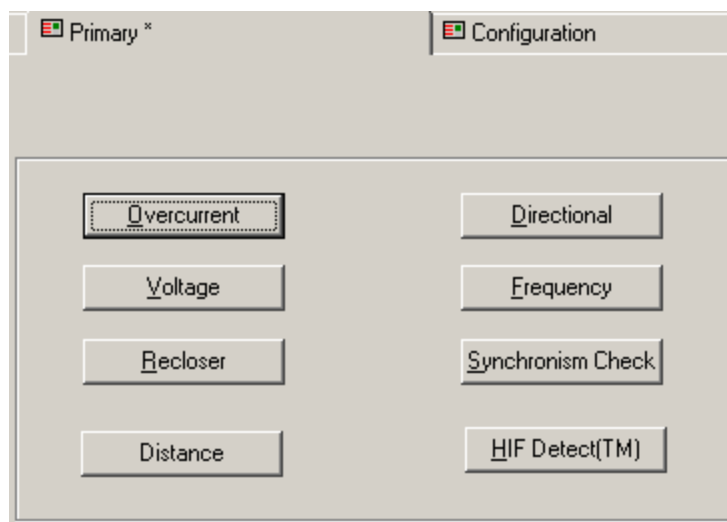 Primary *
Configuration
Overcurrent
Directional
Voltage
Frequency
Recloser
Synchronism Check
Distance
HIF Detect(TM)